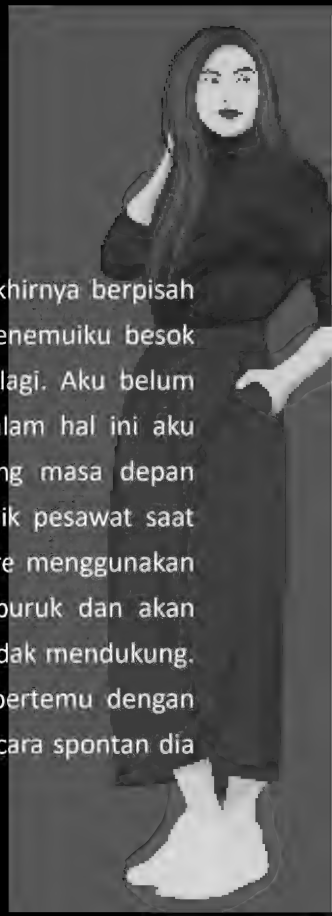 khirnya berpisah
enemuiku besok
lagi. Aku belum
alam hal ini aku
ng masa depan
ik pesawat saat
e menggunakan
buruk dan akan
dak mendukung.
bertemu dengan
cara spontan dia